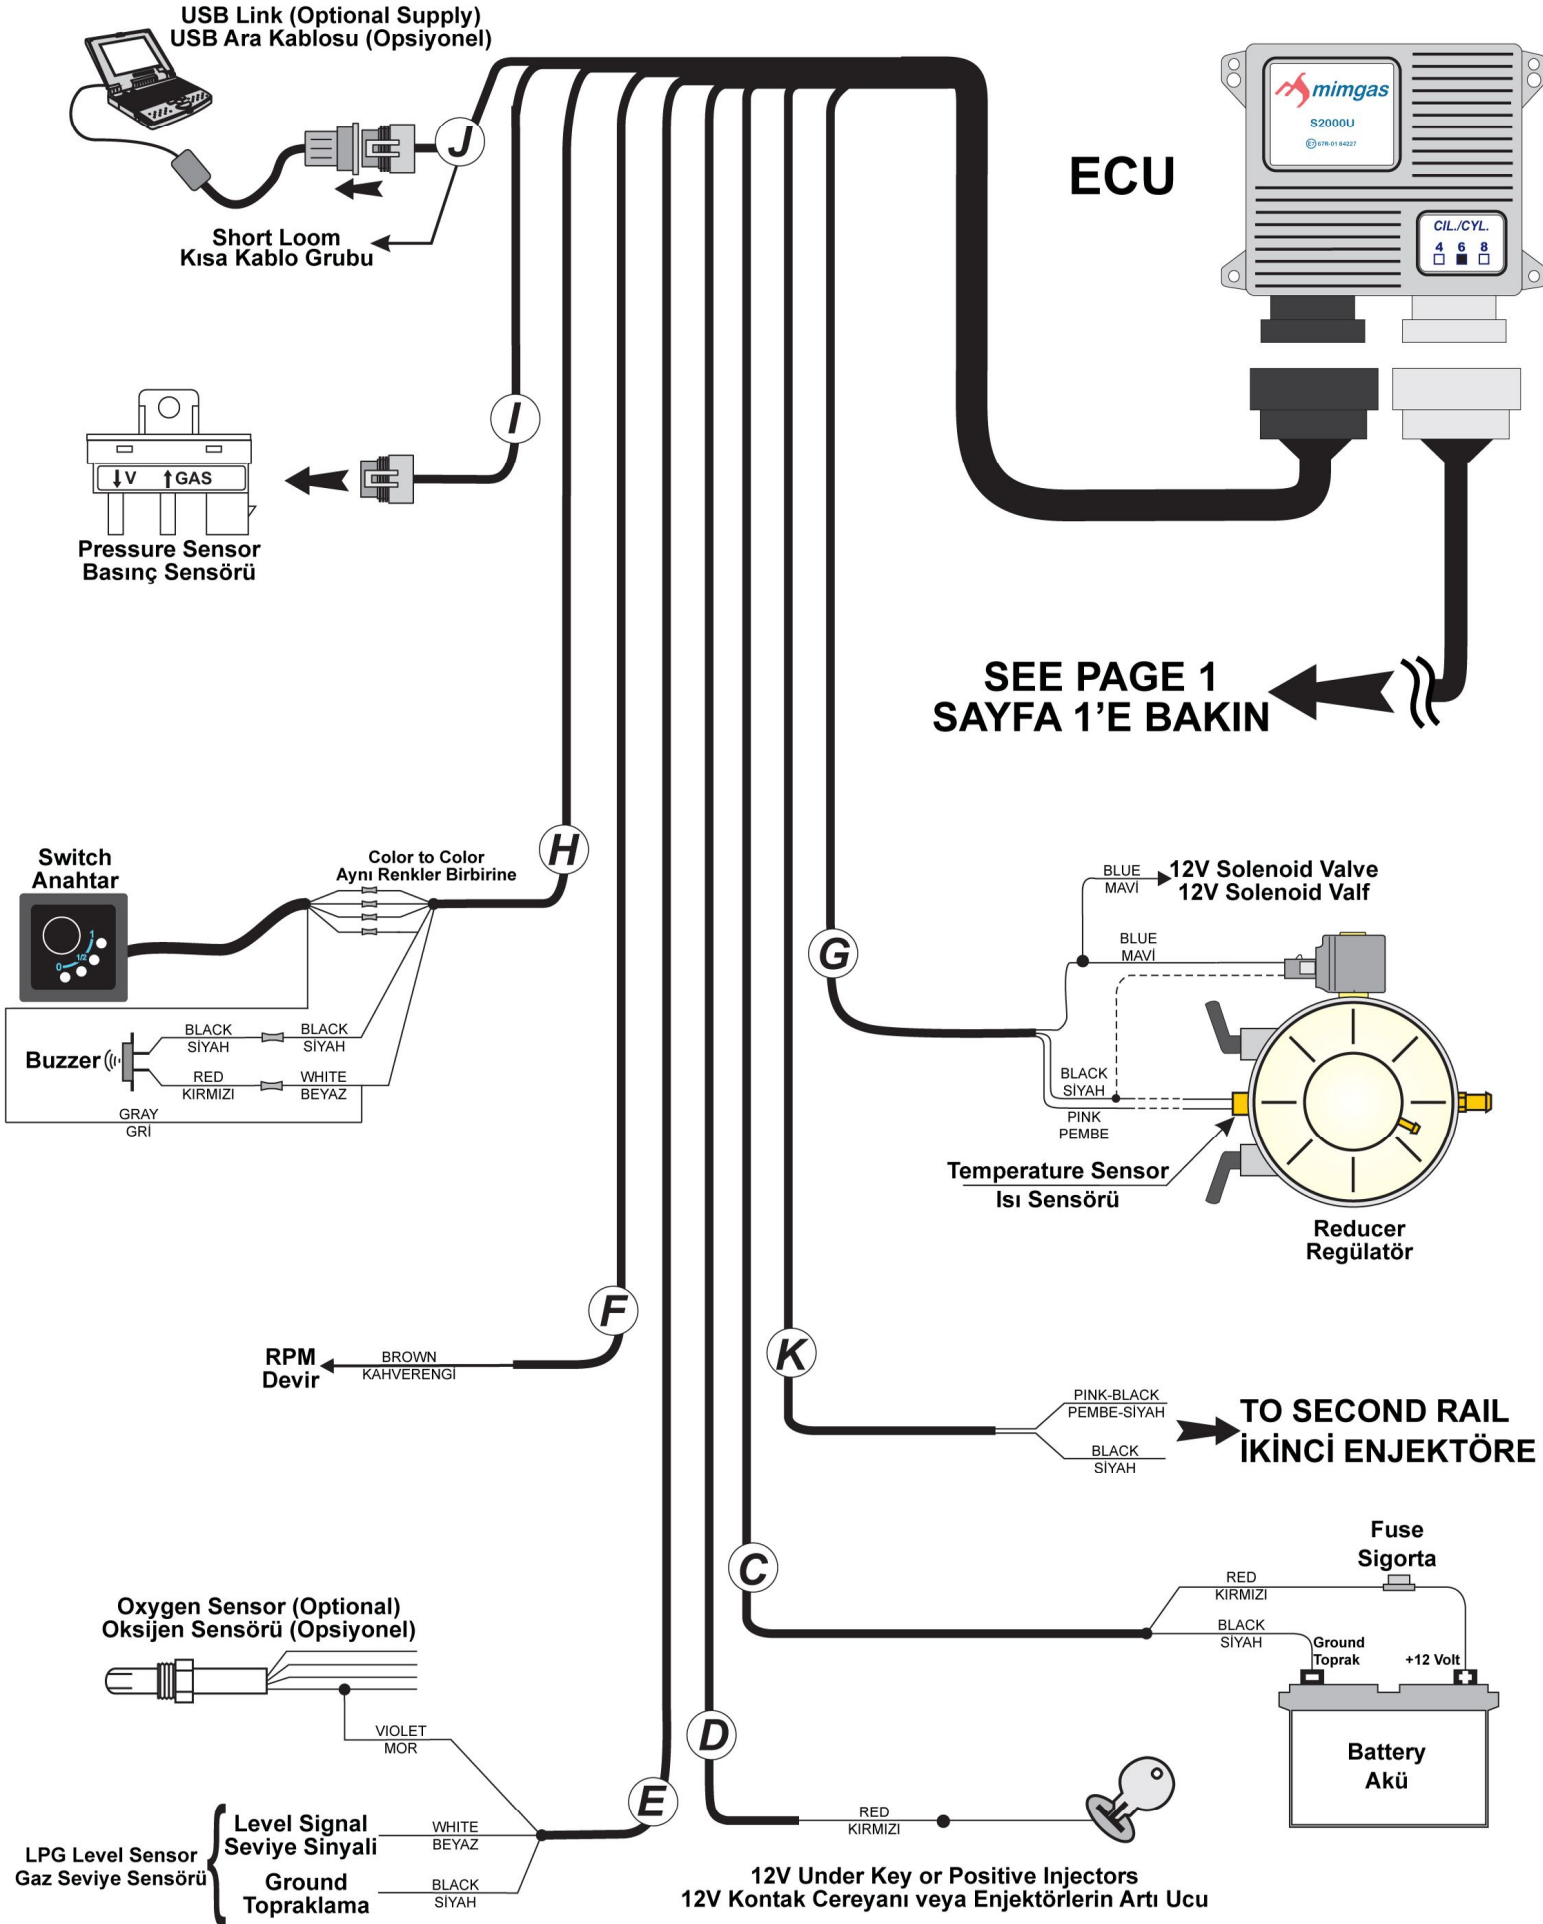 USB Link (Optional Supply)
USB Ara Kablosu (Opsiyonel)
J
Short Loom
Kısa Kablo Grubu
mimgas
S2000U
E7 67R-01 84227
ECU
CIL./CYL.
4 6 8
I
V GAS
Pressure Sensor
Basınç Sensörü
SEE PAGE 1
SAYFA 1’E BAKIN
H
Switch
Anahtar
Color to Color
Aynı Renkler Birbirine
0 1/2 1
Buzzer
BLACK
SİYAH
BLACK
SİYAH
RED
KIRMIZI
WHITE
BEYAZ
GRAY
GRİ
G
BLUE
MAVİ
12V Solenoid Valve
12V Solenoid Valf
BLUE
MAVİ
BLACK
SİYAH
PINK
PEMBE
Temperature Sensor
Isı Sensörü
Reducer
Regülatör
F
RPM
Devir
BROWN
KAHVERENGİ
K
PINK-BLACK
PEMBE-SİYAH
BLACK
SİYAH
TO SECOND RAIL
İKİNCİ ENJEKTÖRE
C
Fuse
Sigorta
RED
KIRMIZI
BLACK
SİYAH
Ground
Toprak
+12 Volt
Battery
Akü
Oxygen Sensor (Optional)
Oksijen Sensörü (Opsiyonel)
VIOLET
MOR
D
E
LPG Level Sensor
Gaz Seviye Sensörü
Level Signal
Seviye Sinyali
WHITE
BEYAZ
Ground
Topraklama
BLACK
SİYAH
RED
KIRMIZI
12V Under Key or Positive Injectors
12V Kontak Cereyanı veya Enjektörlerin Artı Ucu